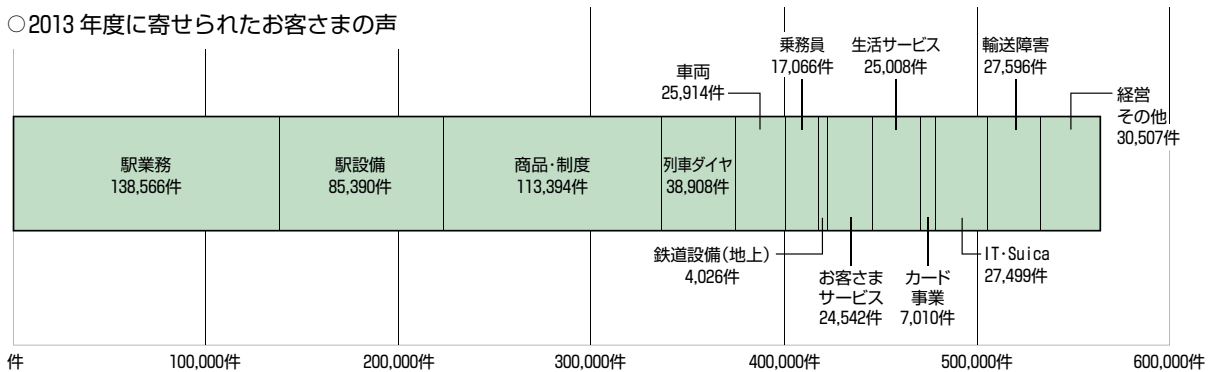 ○2013 年度に寄せられたお客さまの声
駅業務
138,566件
駅設備
85,390件
商品・制度
113,394件
列車ダイヤ
38,908件
車両
25,914件
乗務員
17,066件
鉄道設備(地上)
4,026件
お客さま
サービス
24,542件
生活サービス
25,008件
カード
事業
7,010件
IT・Suica
27,499件
輸送障害
27,596件
経営
その他
30,507件
件
100,000件
200,000件
300,000件
400,000件
500,000件
600,000件